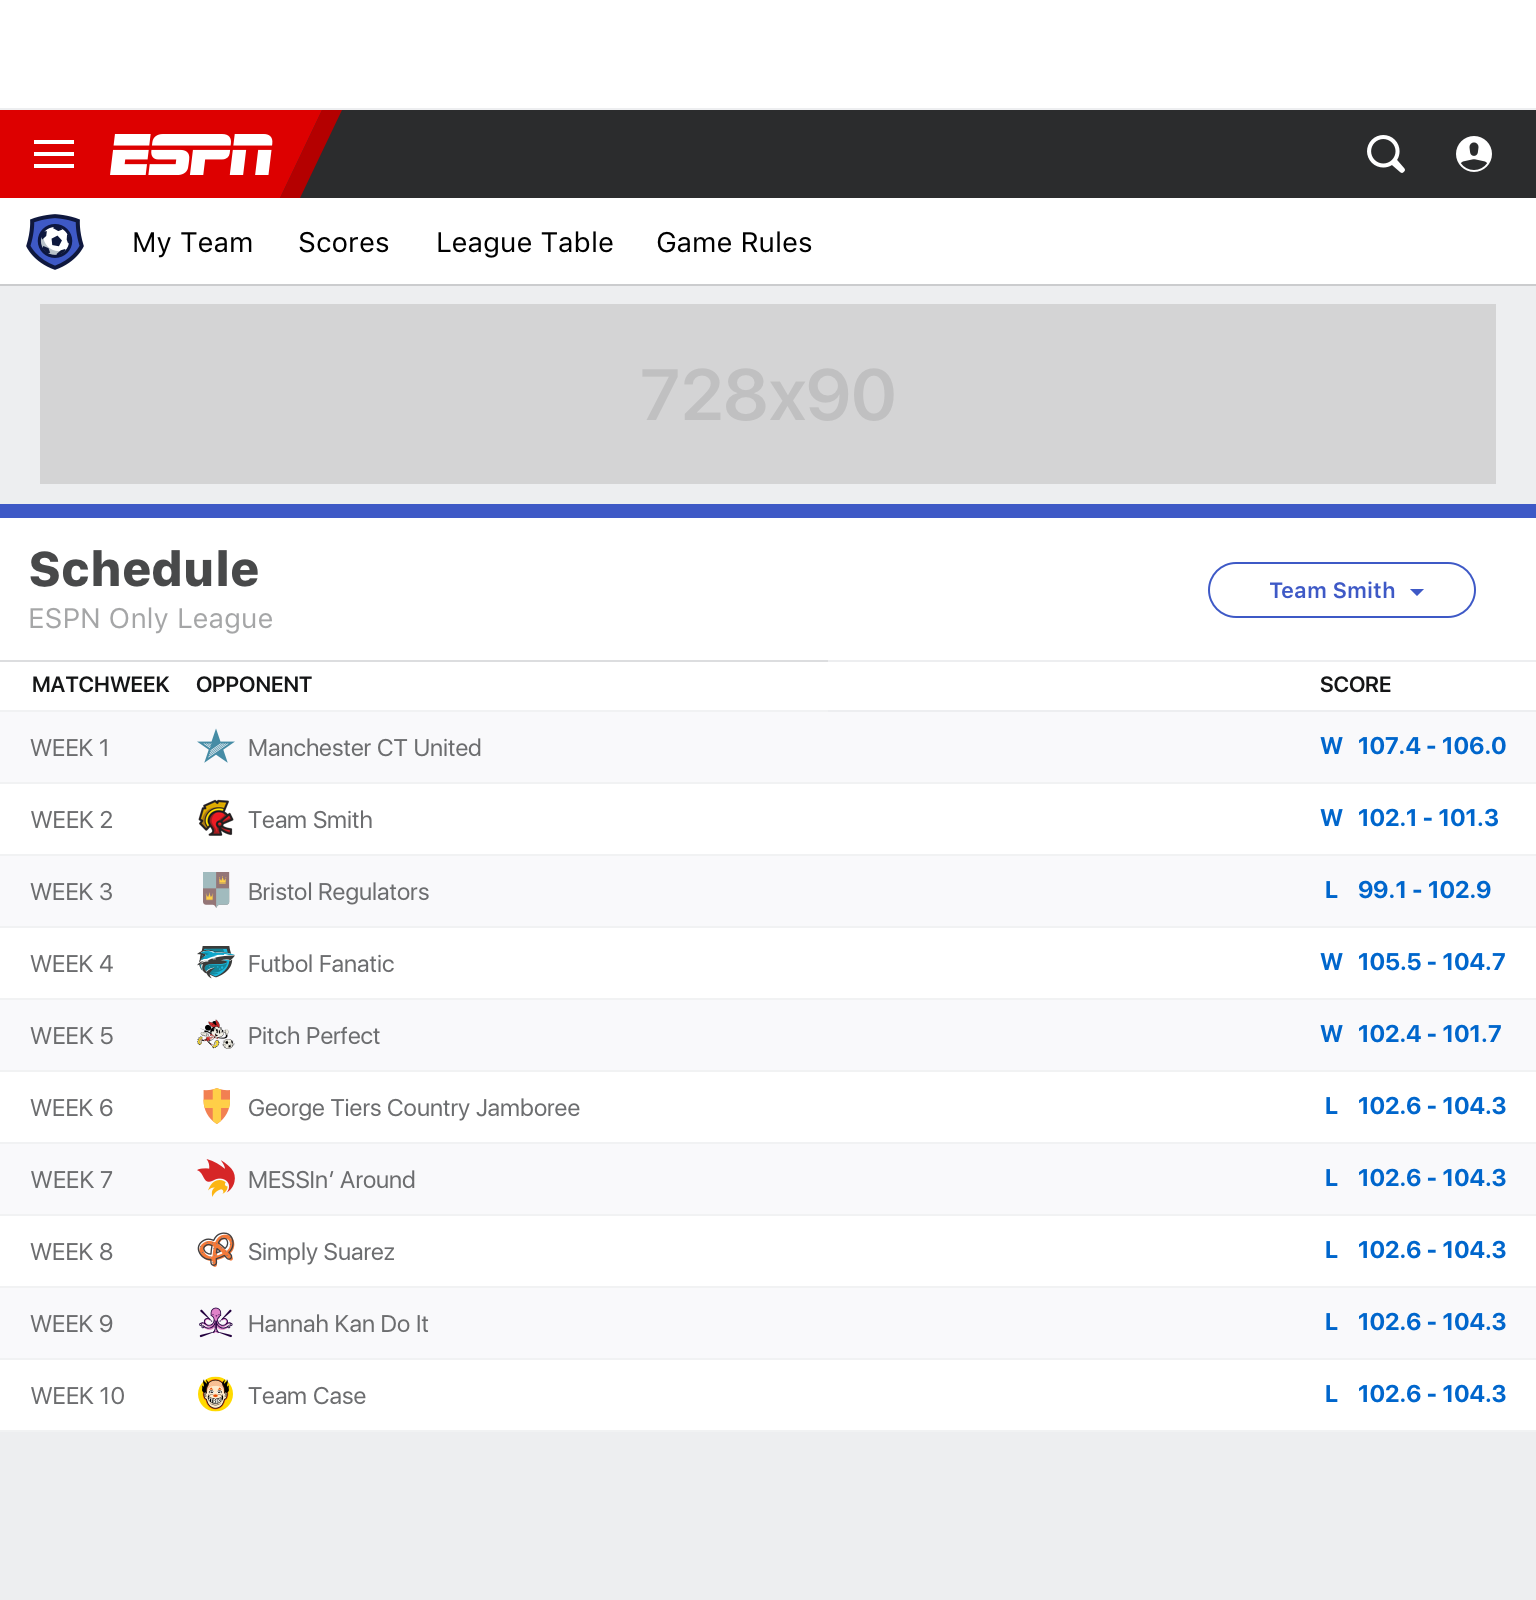 ESPN
My Team Scores League Table Game Rules
728x90
Schedule
ESPN Only League
Team Smith
MATCHWEEK OPPONENT SCORE
WEEK 1 Manchester CT United W 107.4 - 106.0
WEEK 2 Team Smith W 102.1 - 101.3
WEEK 3 Bristol Regulators L 99.1 - 102.9
WEEK 4 Futbol Fanatic W 105.5 - 104.7
WEEK 5 Pitch Perfect W 102.4 - 101.7
WEEK 6 George Tiers Country Jamboree L 102.6 - 104.3
WEEK 7 MESSIn’ Around L 102.6 - 104.3
WEEK 8 Simply Suarez L 102.6 - 104.3
WEEK 9 Hannah Kan Do It L 102.6 - 104.3
WEEK 10 Team Case L 102.6 - 104.3